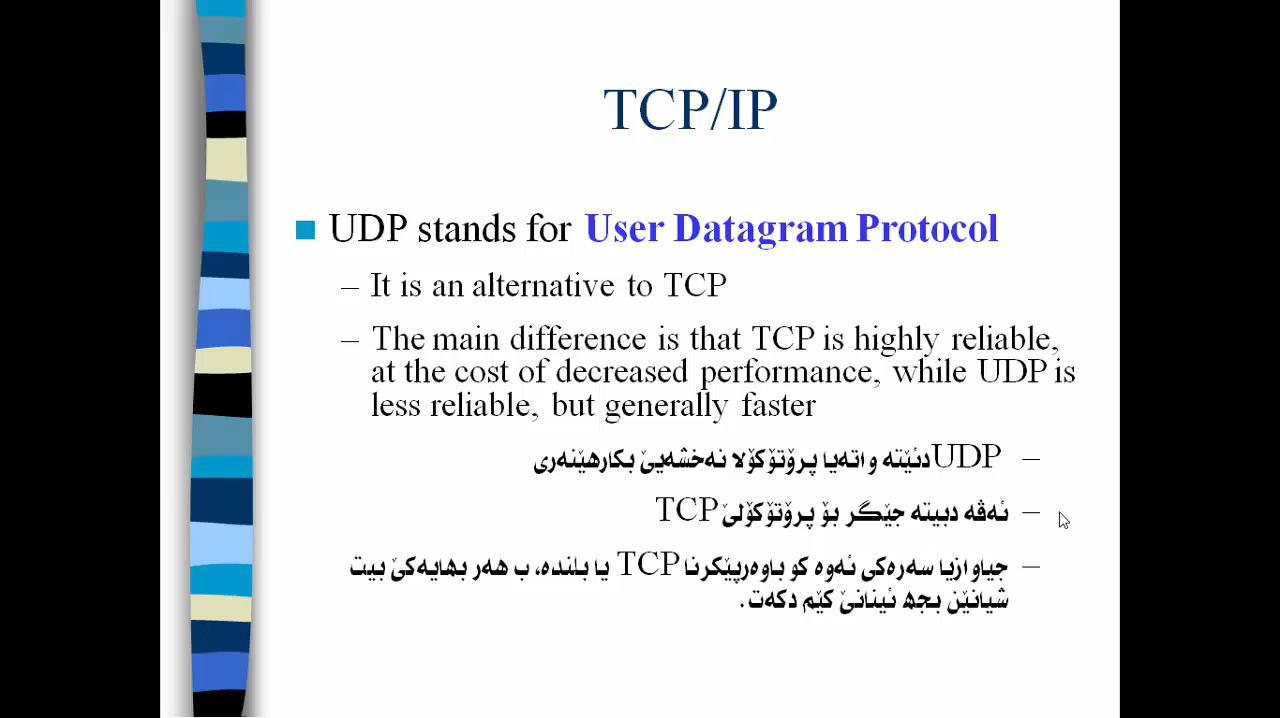 TCP/IP
UDP stands for User Datagram Protocol
– It is an alternative to TCP
– The main difference is that TCP is highly reliable,
at the cost of decreased performance, while UDP is
less reliable, but generally faster
– UDP دئێته واتەیا پرۆتۆکۆلا نەخشەیێ بکارهێنەری
– ئەڤە دبیتە جێگر بۆ پرۆتۆکۆلێ TCP
– جیاوازیا سەرەکی ئەوە کو باوەرپێکرنا TCP یا بلندە، ب هەر بهایەکێ بیت
شیانێن بجھ ئینانێ کێم دکەت.